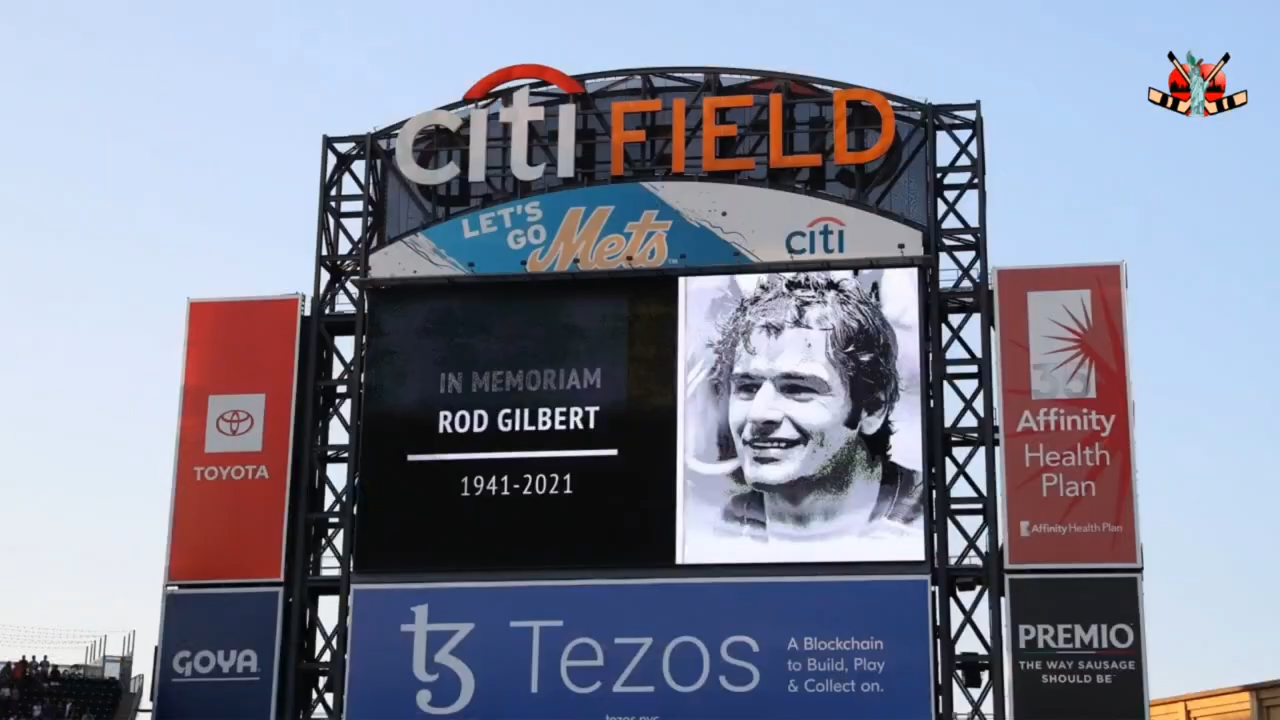 citi FIELD
LET'S
GO
Mets
citi
TOYOTA
IN MEMORIAM
ROD GILBERT
1941-2021
Affinity
Health
Plan
Affinity Health Plan
GOYA
Tezos
A Blockchain
to Build, Play
& Collect on.
PREMIO
THE WAY SAUSAGE
SHOULD BE